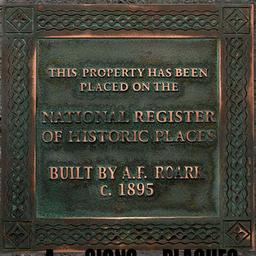 THIS PROPERTY HAS BEEN
PLACED ON THE
NATIONAL REGISTER
OF HISTORIC PLACES
BUILT BY A.F. ROARK
c. 1895